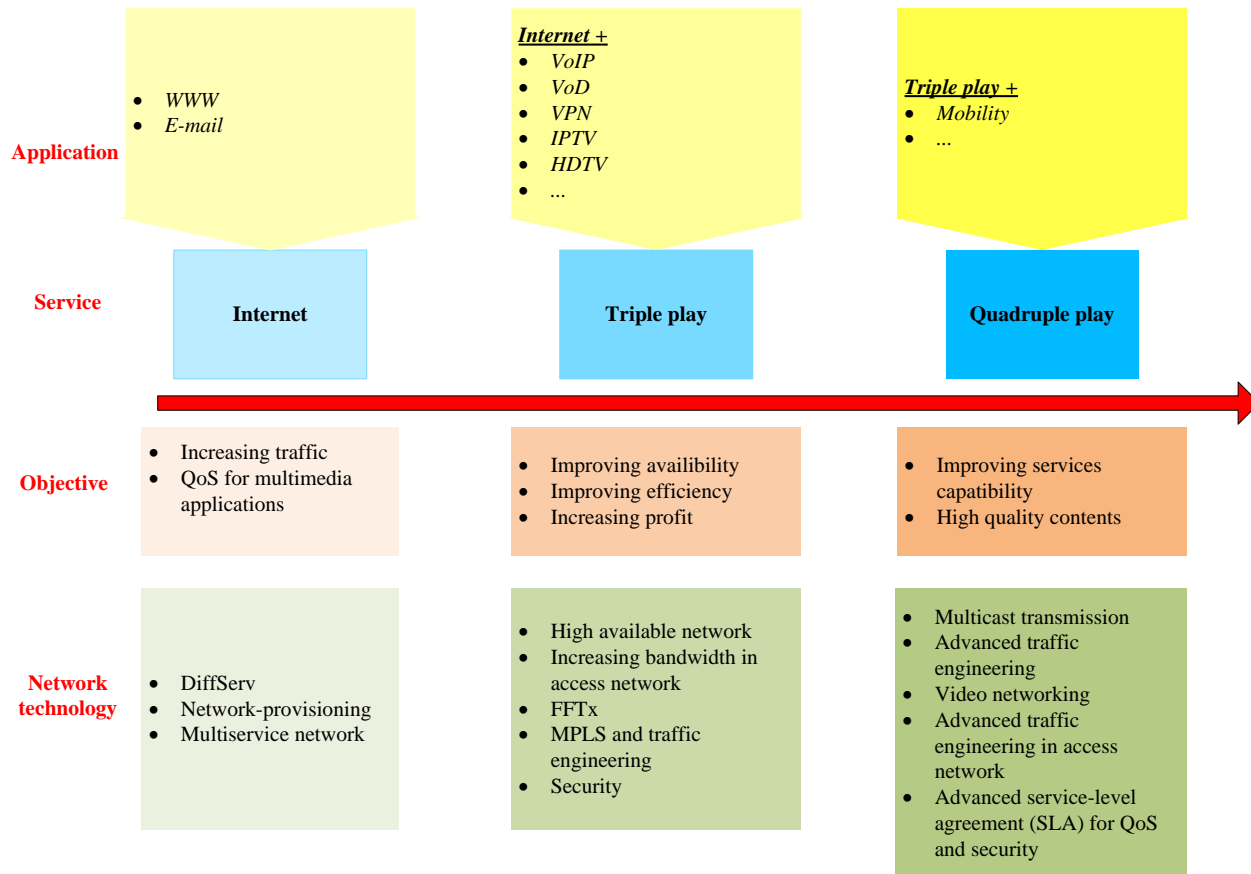 Application
• WWW
• E-mail
Internet +
• VoIP
• VoD
• VPN
• IPTV
• HDTV
• ...
Triple play +
• Mobility
• ...
Service
Internet
Triple play
Quadruple play
Objective
• Increasing traffic
• QoS for multimedia
applications
• Improving availibility
• Improving efficiency
• Increasing profit
• Improving services
capatibility
• High quality contents
Network
technology
• DiffServ
• Network-provisioning
• Multiservice network
• High available network
• Increasing bandwidth in
access network
• FFTx
• MPLS and traffic
engineering
• Security
• Multicast transmission
• Advanced traffic
engineering
• Video networking
• Advanced traffic
engineering in access
network
• Advanced service-level
agreement (SLA) for QoS
and security